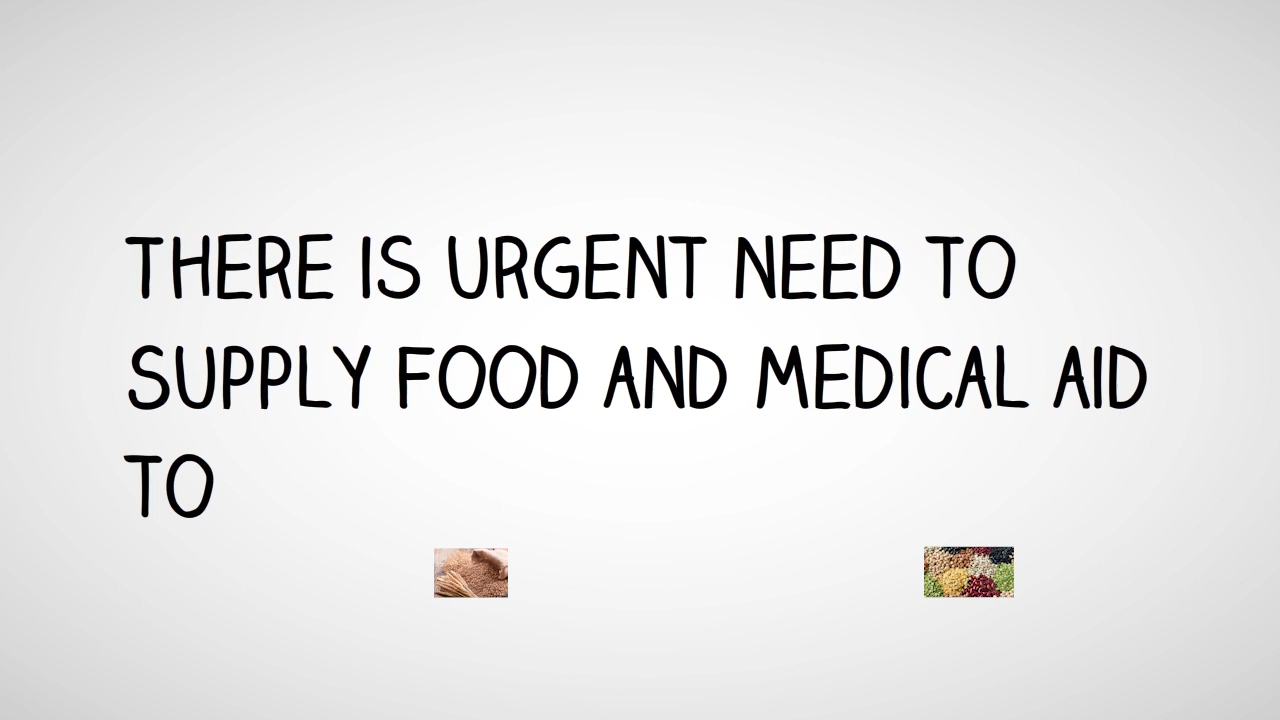 THERE IS URGENT NEED TO
SUPPLY FOOD AND MEDICAL AID
TO